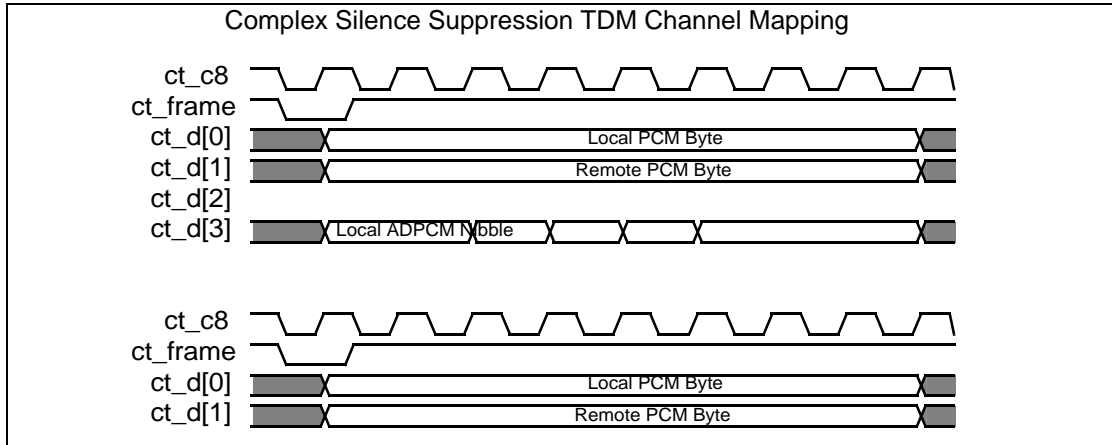 Complex Silence Suppression TDM Channel Mapping
ct_c8
ct_frame
ct_d[0] Local PCM Byte
ct_d[1] Remote PCM Byte
ct_d[2]
ct_d[3] Local ADPCM Nibble
ct_c8
ct_frame
ct_d[0] Local PCM Byte
ct_d[1] Remote PCM Byte